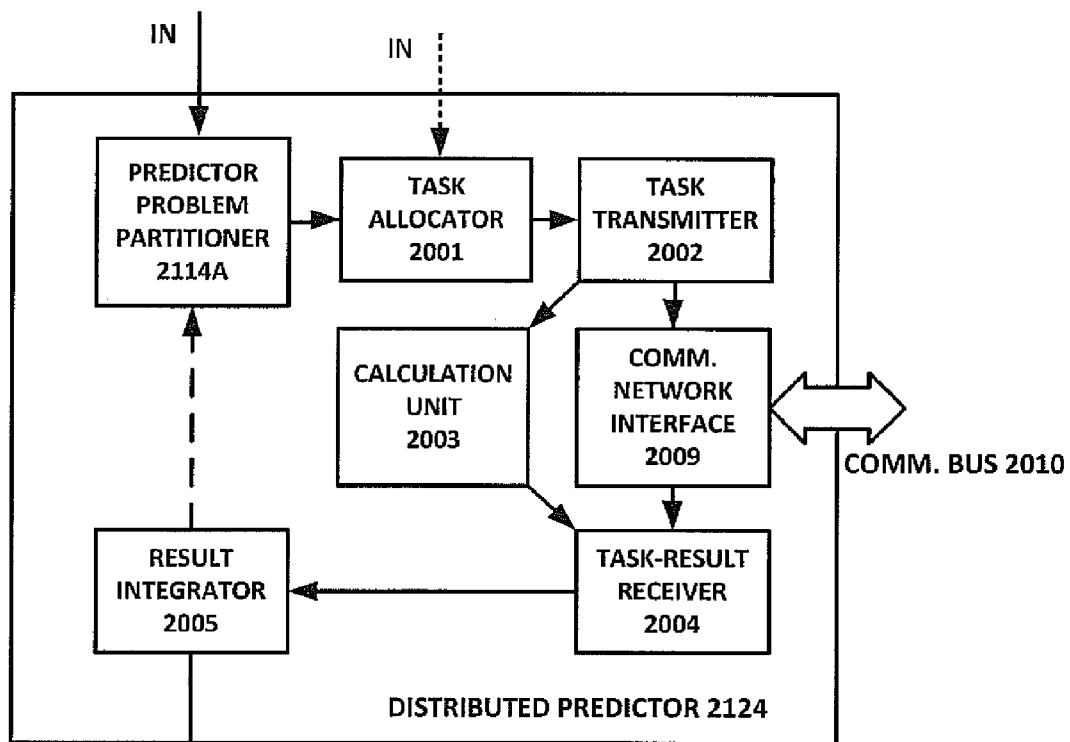 IN
IN
PREDICTOR
PROBLEM
PARTITIONER
2114A
TASK
ALLOCATOR
2001
TASK
TRANSMITTER
2002
CALCULATION
UNIT
2003
COMM.
NETWORK
INTERFACE
2009
COMM. BUS 2010
RESULT
INTEGRATOR
2005
TASK-RESULT
RECEIVER
2004
DISTRIBUTED PREDICTOR 2124